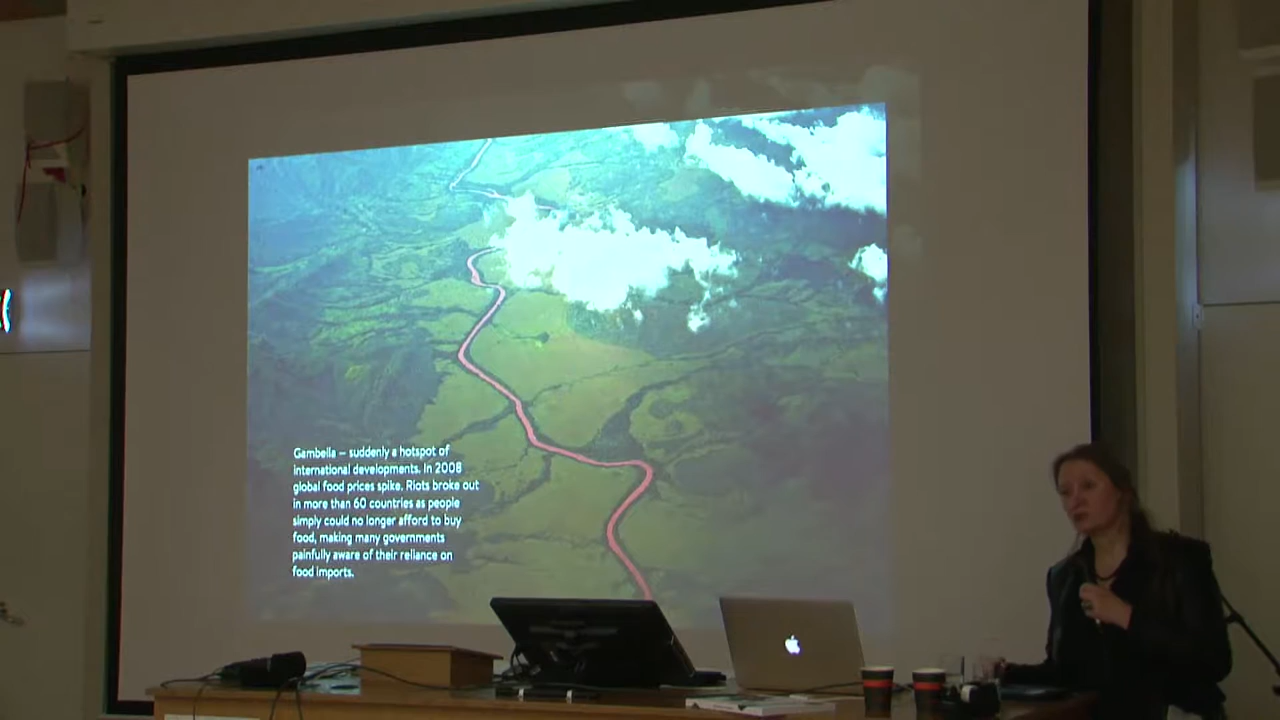 Gambella – suddenly a hotspot of
international developments. In 2008
global food prices spike. Riots broke out
in more than 60 countries as people
simply could no longer afford to buy
food, making many governments
painfully aware of their reliance on
food imports.